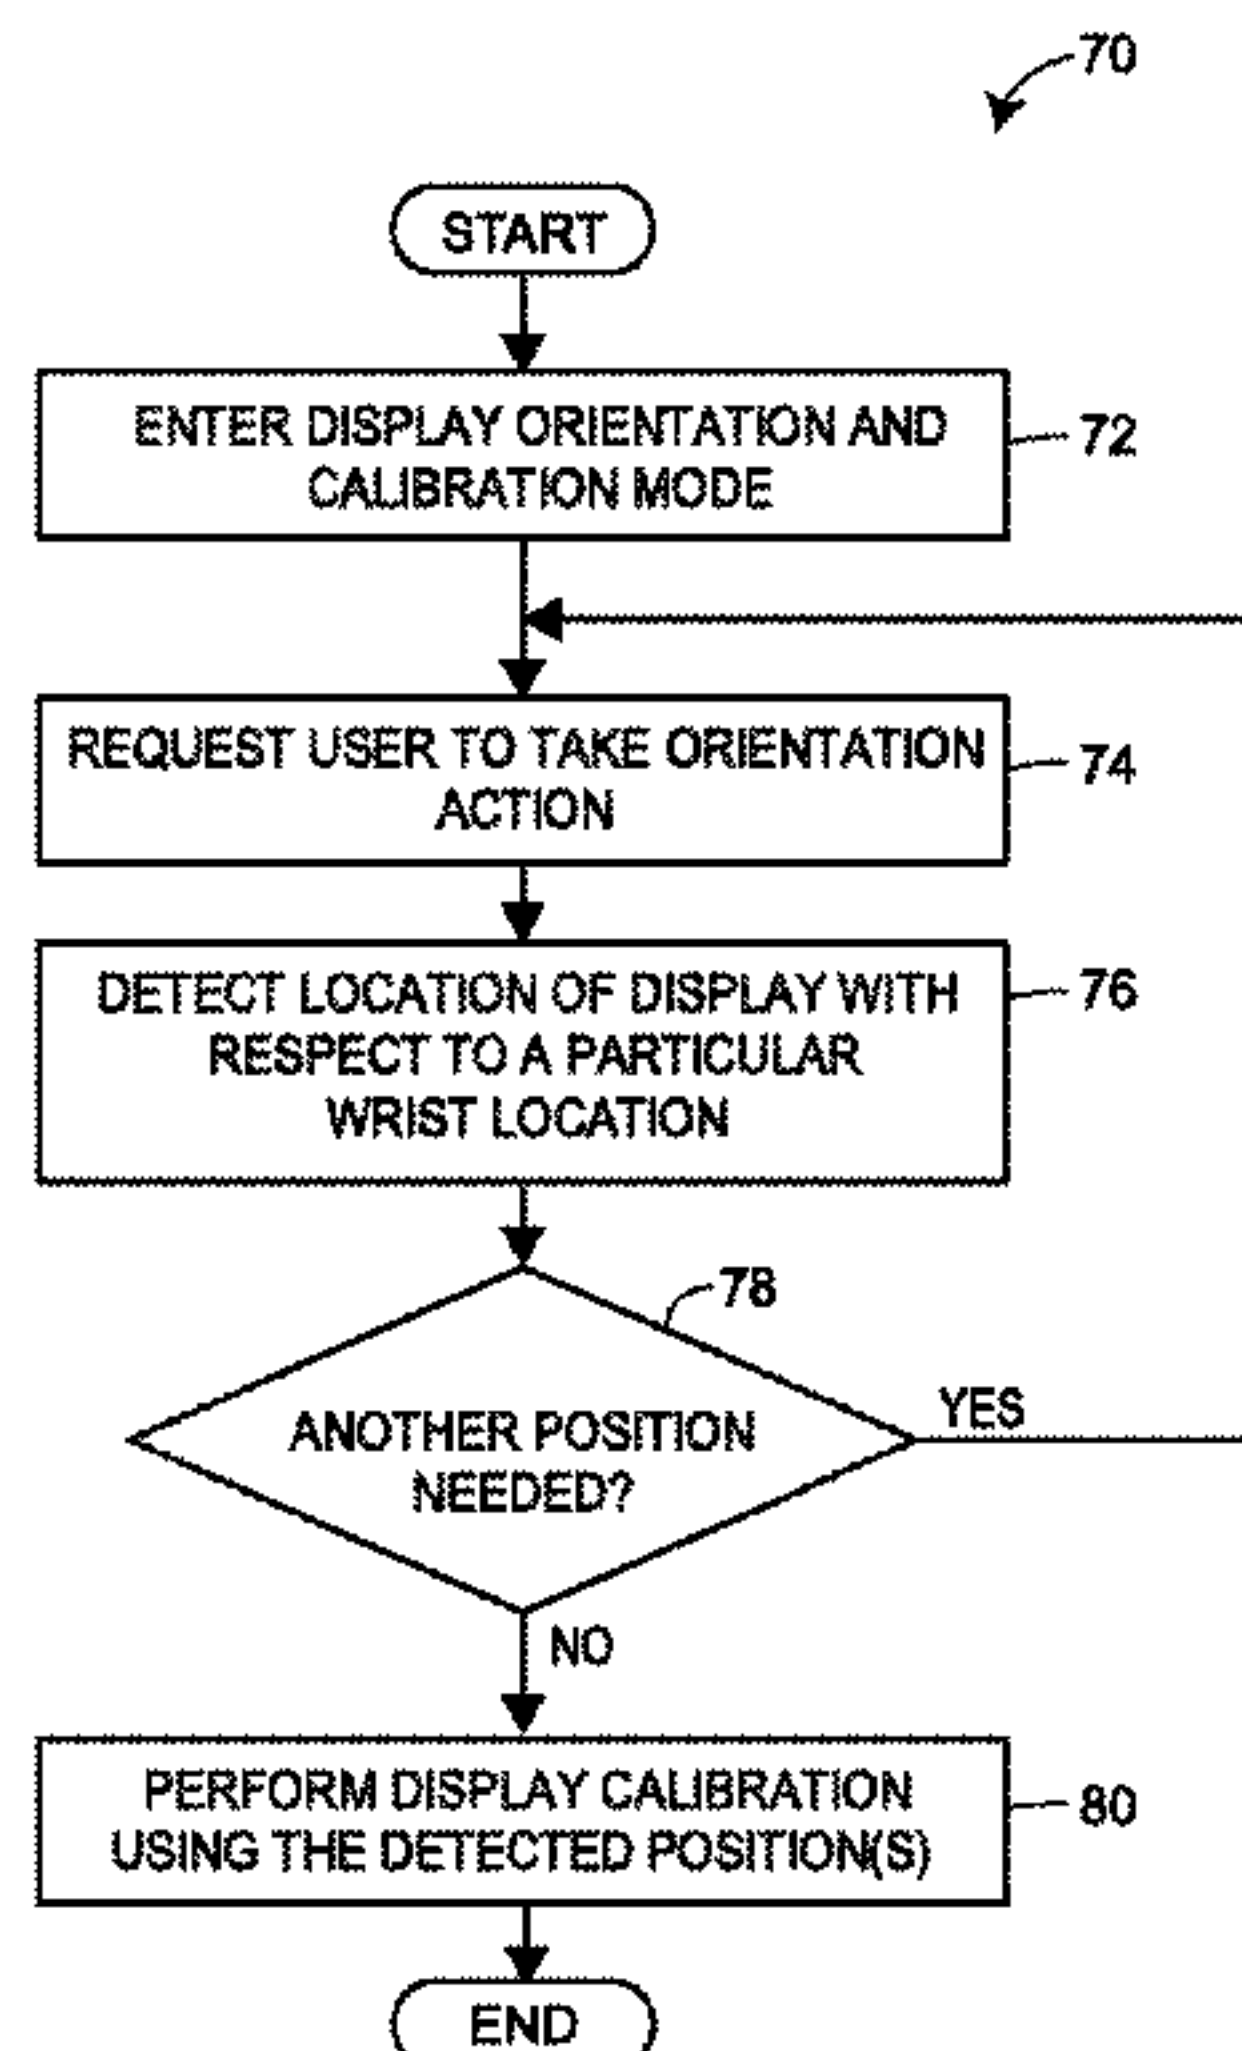 70
START
ENTER DISPLAY ORIENTATION AND
CALIBRATION MODE
72
REQUEST USER TO TAKE ORIENTATION
ACTION
74
DETECT LOCATION OF DISPLAY WITH
RESPECT TO A PARTICULAR
WRIST LOCATION
76
78
ANOTHER POSITION
NEEDED?
YES
NO
PERFORM DISPLAY CALIBRATION
USING THE DETECTED POSITION(S)
80
END